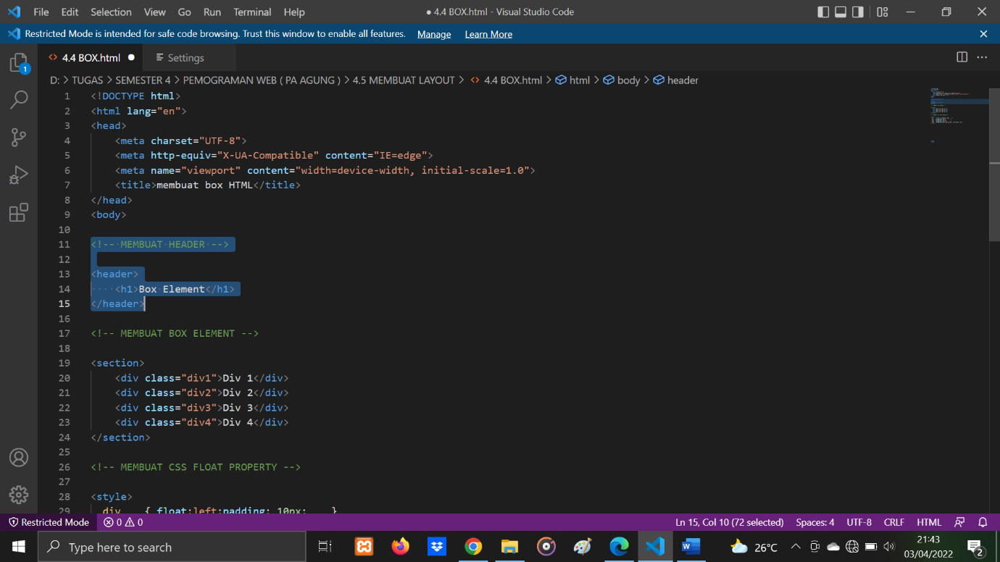 File Edit Selection View Go Run Terminal Help ● 4.4 BOX.html - Visual Studio Code
Restricted Mode is intended for safe code browsing. Trust this window to enable all features. Manage Learn More
<> 4.4 BOX.html ● Settings
D: > TUGAS > SEMESTER 4 > PEMOGRAMAN WEB ( PA AGUNG ) > 4.5 MEMBUAT LAYOUT > <> 4.4 BOX.html > html > body > header
1 <!DOCTYPE html>
2 <html lang="en">
3 <head>
4 <meta charset="UTF-8">
5 <meta http-equiv="X-UA-Compatible" content="IE=edge">
6 <meta name="viewport" content="width=device-width, initial-scale=1.0">
7 <title>membuat box HTML</title>
8 </head>
9 <body>
10
11 <!-- MEMBUAT HEADER -->
12
13 <header>
14 <h1>Box Element</h1>
15 </header>
16
17 <!-- MEMBUAT BOX ELEMENT -->
18
19 <section>
20 <div class="div1">Div 1</div>
21 <div class="div2">Div 2</div>
22 <div class="div3">Div 3</div>
23 <div class="div4">Div 4</div>
24 </section>
25
26 <!-- MEMBUAT CSS FLOAT PROPERTY -->
27
28 <style>
29 div { float:left;padding: 10px; }
Restricted Mode 0 0 Ln 15, Col 10 (72 selected) Spaces: 4 UTF-8 CRLF HTML
Type here to search 26°C 21:43
03/04/2022 2